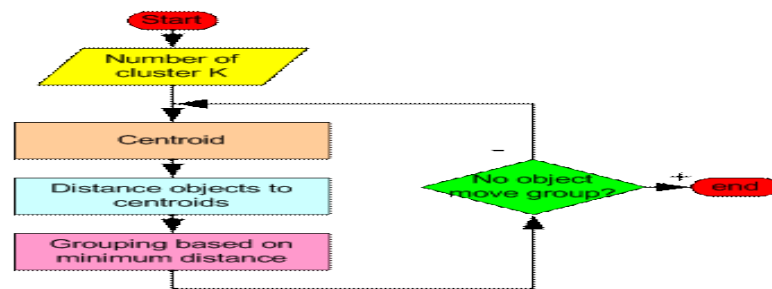 Start
Number of
cluster K
Centroid
Distance objects to
centroids
Grouping based on
minimum distance
-
No object
move group?
+
end